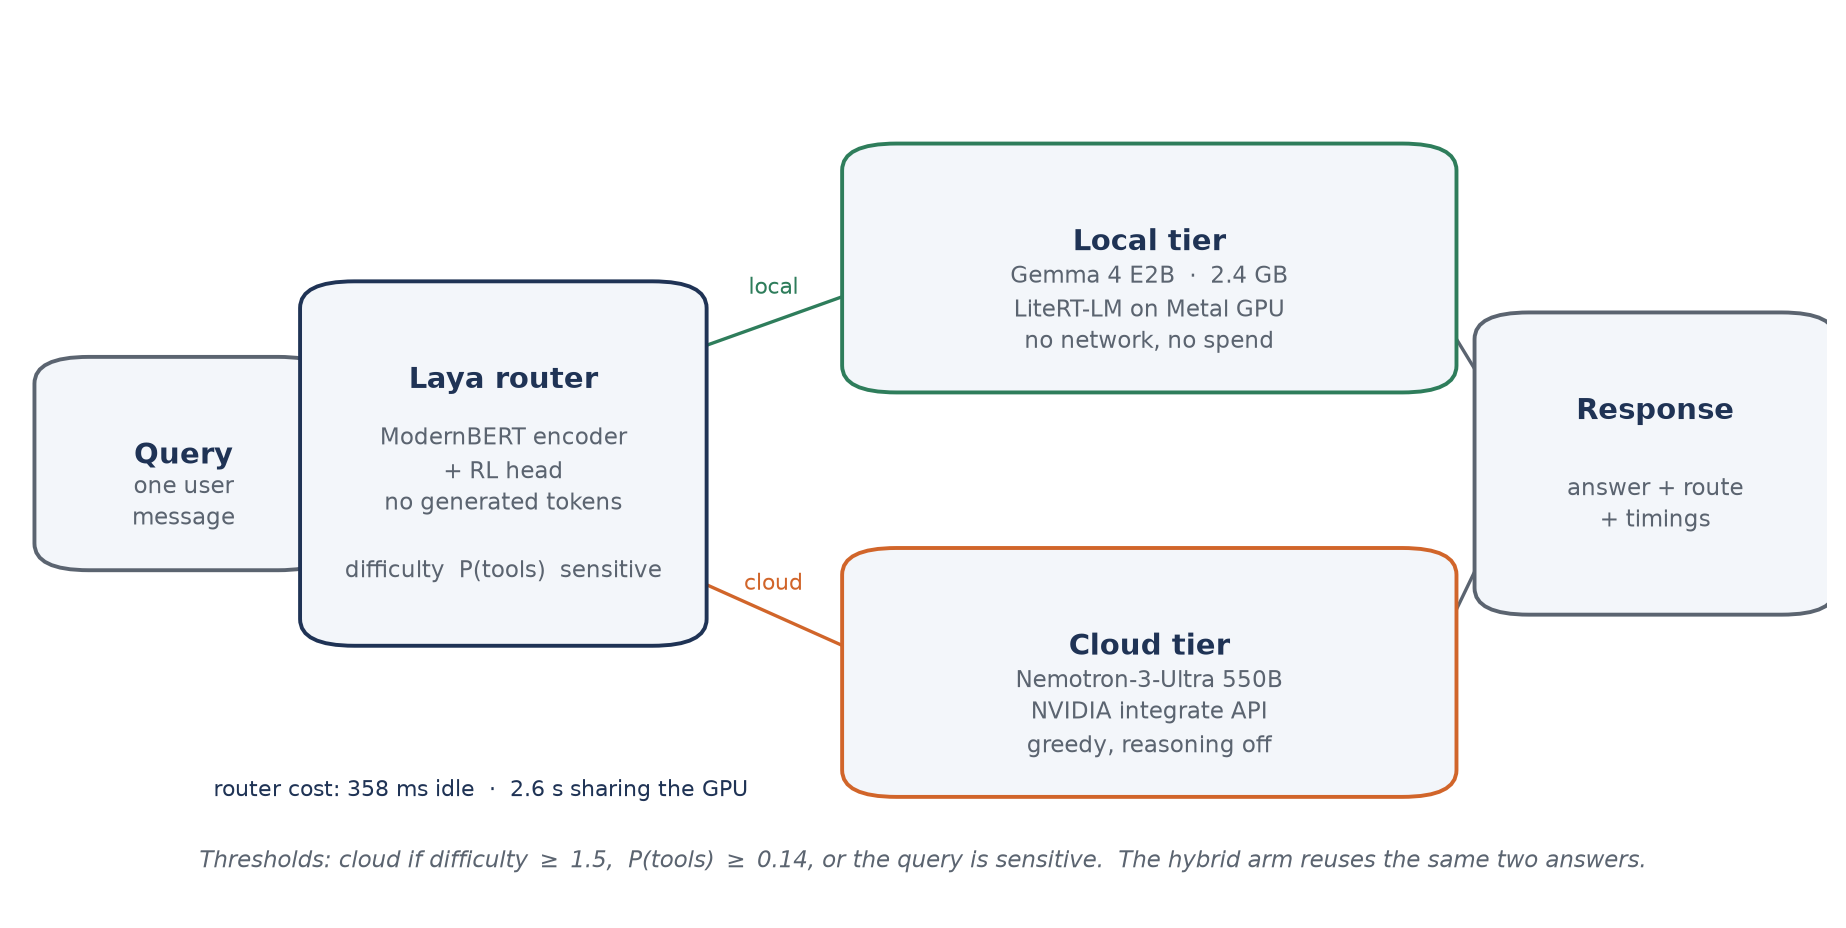 Query
one user
message
Laya router
ModernBERT encoder
+ RL head
no generated tokens
difficulty  P(tools)  sensitive
local
cloud
Local tier
Gemma 4 E2B  ·  2.4 GB
LiteRT-LM on Metal GPU
no network, no spend
Cloud tier
Nemotron-3-Ultra 550B
NVIDIA integrate API
greedy, reasoning off
Response
answer + route
+ timings
router cost: 358 ms idle  ·  2.6 s sharing the GPU
Thresholds: cloud if difficulty ≥ 1.5,  P(tools) ≥ 0.14, or the query is sensitive.  The hybrid arm reuses the same two answers.